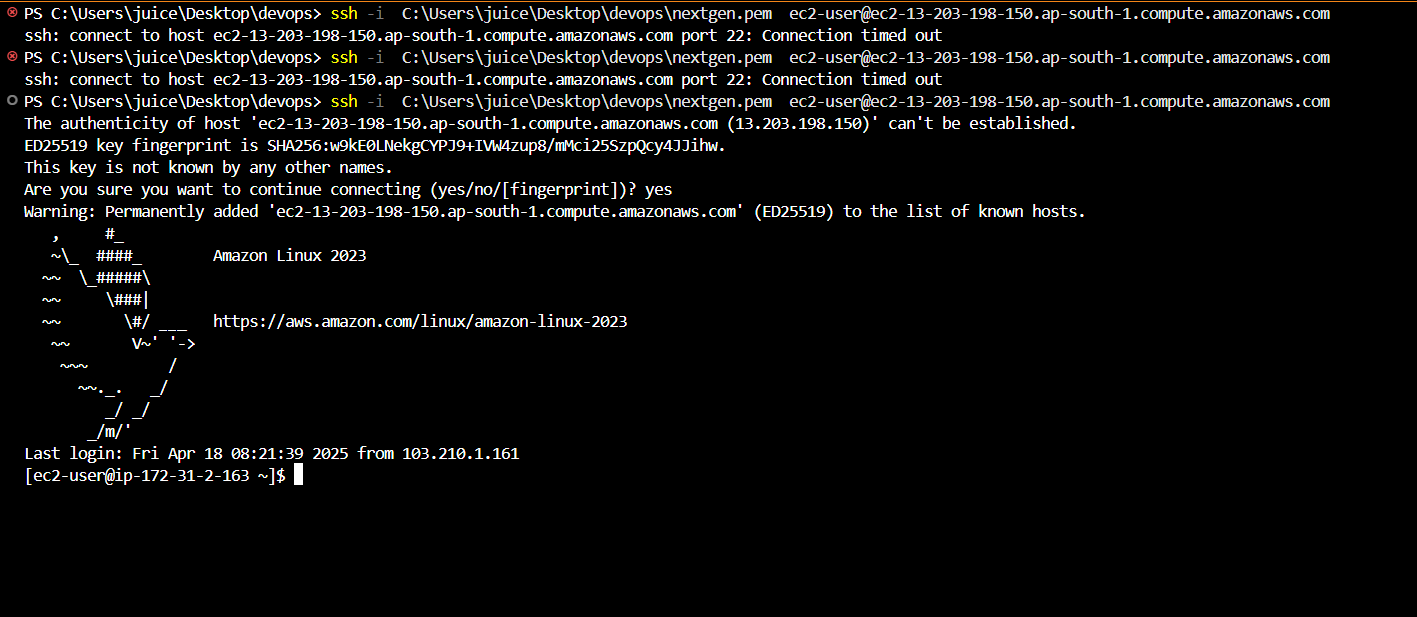 PS C:\Users\juice\Desktop\devops> ssh -i  C:\Users\juice\Desktop\devops\nextgen.pem  ec2-user@ec2-13-203-198-150.ap-south-1.compute.amazonaws.com
ssh: connect to host ec2-13-203-198-150.ap-south-1.compute.amazonaws.com port 22: Connection timed out
PS C:\Users\juice\Desktop\devops> ssh -i  C:\Users\juice\Desktop\devops\nextgen.pem  ec2-user@ec2-13-203-198-150.ap-south-1.compute.amazonaws.com
ssh: connect to host ec2-13-203-198-150.ap-south-1.compute.amazonaws.com port 22: Connection timed out
PS C:\Users\juice\Desktop\devops> ssh -i  C:\Users\juice\Desktop\devops\nextgen.pem  ec2-user@ec2-13-203-198-150.ap-south-1.compute.amazonaws.com
The authenticity of host 'ec2-13-203-198-150.ap-south-1.compute.amazonaws.com (13.203.198.150)' can't be established.
ED25519 key fingerprint is SHA256:w9kE0LNekgCYPJ9+IVW4zup8/mMci25SzpQcy4JJihw.
This key is not known by any other names.
Are you sure you want to continue connecting (yes/no/[fingerprint])? yes
Warning: Permanently added 'ec2-13-203-198-150.ap-south-1.compute.amazonaws.com' (ED25519) to the list of known hosts.
   ,     #_
   ~\_  ####_        Amazon Linux 2023
  ~~  \_#####\
  ~~     \###|
  ~~       \#/ ___   https://aws.amazon.com/linux/amazon-linux-2023
   ~~       V~' '->
    ~~~         /
      ~~._.   _/
         _/ _/
       _/m/'
Last login: Fri Apr 18 08:21:39 2025 from 103.210.1.161
[ec2-user@ip-172-31-2-163 ~]$